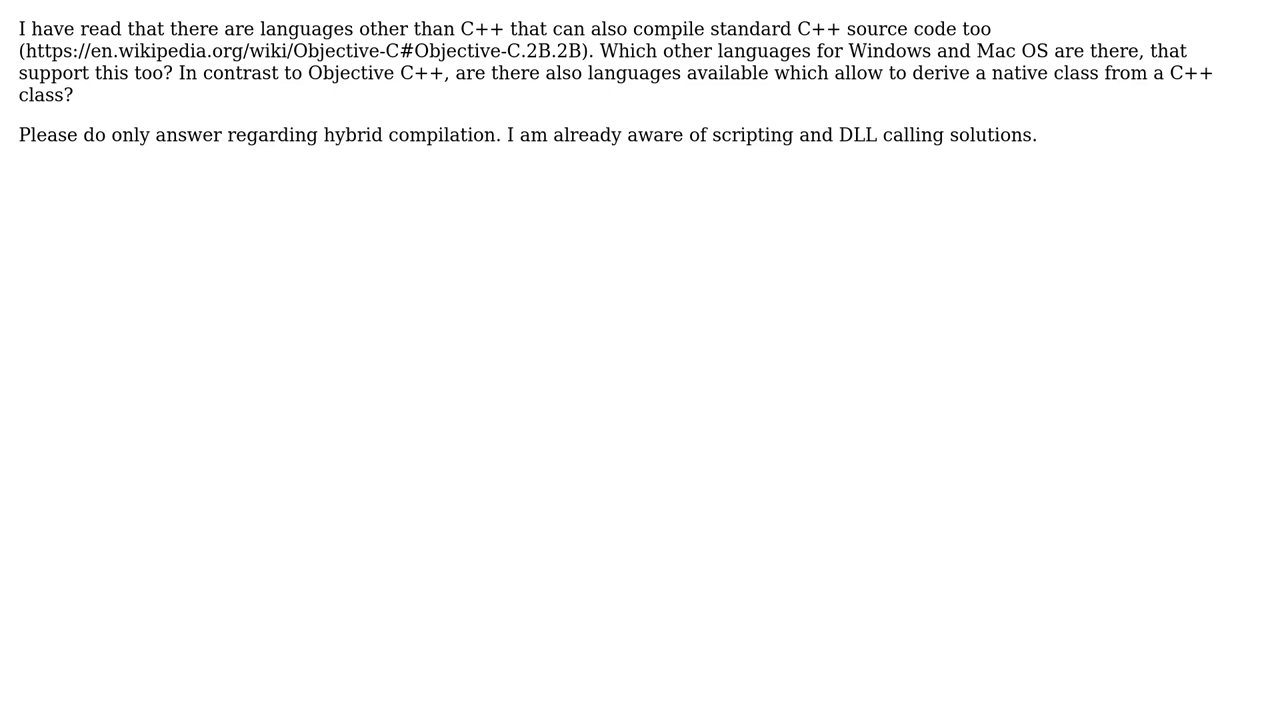 I have read that there are languages other than C++ that can also compile standard C++ source code too
(https://en.wikipedia.org/wiki/Objective-C#Objective-C.2B.2B). Which other languages for Windows and Mac OS are there, that
support this too? In contrast to Objective C++, are there also languages available which allow to derive a native class from a C++
class?
Please do only answer regarding hybrid compilation. I am already aware of scripting and DLL calling solutions.